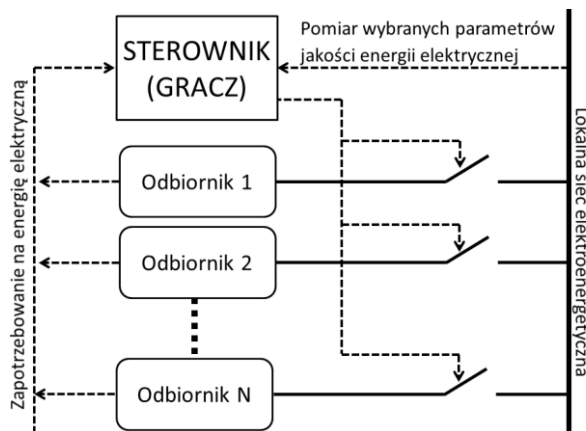 STEROWNIK
(GRACZ)
Pomiar wybranych parametrów
jakości energii elektrycznej
Odbiornik 1
Odbiornik 2
Odbiornik N
Zapotrzebowanie na energię elektryczną
Lokalna siec elektroenergetyczna